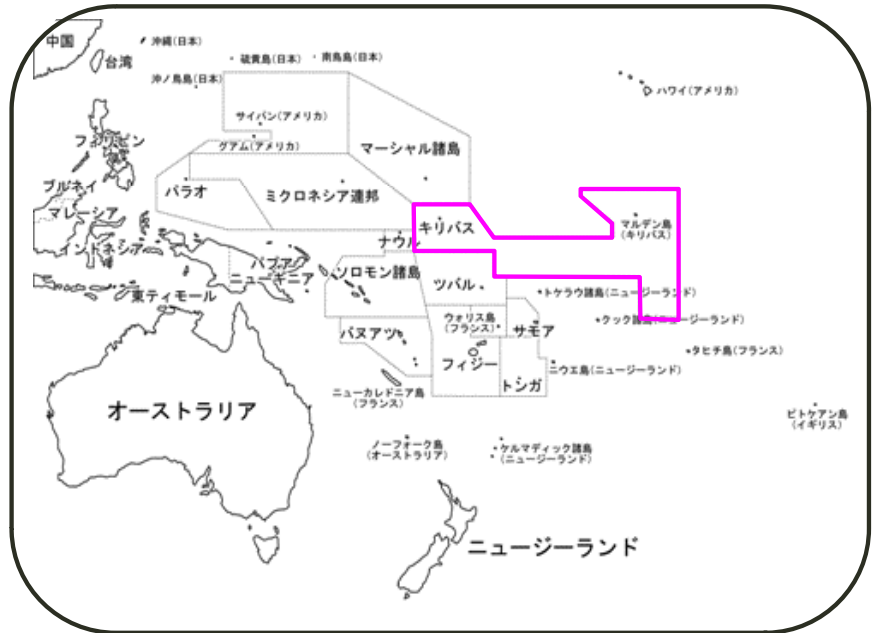 中国
沖縄(日本)
台湾
硫黄島(日本)
南鳥島(日本)
沖ノ鳥島(日本)
ハワイ(アメリカ)
サイパン(アメリカ)
フィリピン
グアム(アメリカ)
マーシャル諸島
ブルネイ
パラオ
ミクロネシア連邦
マレーシア
キリバス
マルデン島
(キリバス)
ナウル
インドネシア
パプア
ニューギニア
ソロモン諸島
ツバル
東ティモール
トケラウ諸島(ニュージーランド)
ウォリス島
(フランス)
サモア
クック諸島(ニュージーランド)
バヌアツ
タヒチ島(フランス)
フィジー
ニウエ島(ニュージーランド)
トンガ
ニューカレドニア島
(フランス)
オーストラリア
ピトケアン島
(イギリス)
ノーフォーク島
(オーストラリア)
ケルマディック諸島
(ニュージーランド)
ニュージーランド